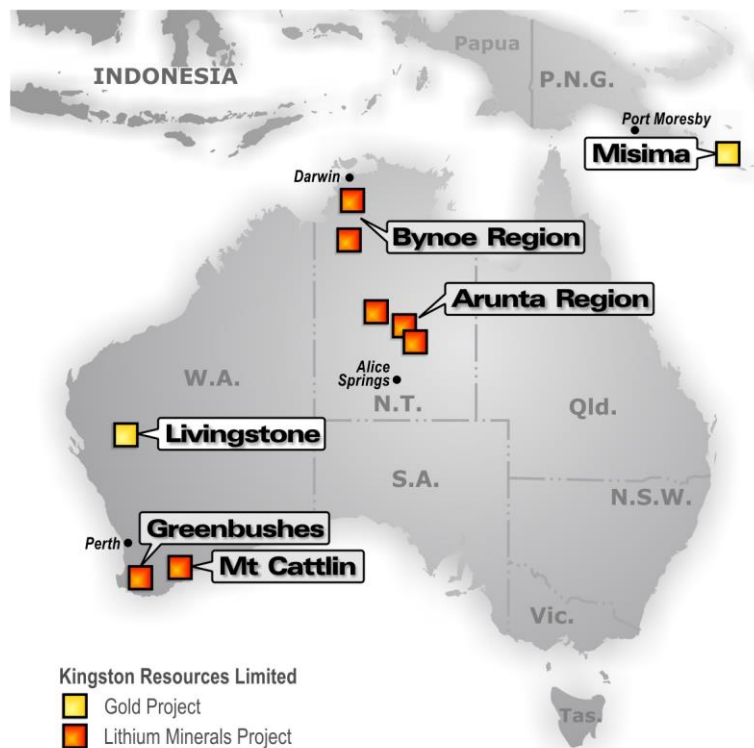 Papua
INDONESIA
P.N.G.
Port Moresby
Misima
Darwin
Bynoe Region
Arunta Region
W.A.
Alice
Springs
N.T.
Qld.
Livingstone
S.A.
N.S.W.
Greenbushes
Perth
Mt Cattlin
Vic.
Kingston Resources Limited
Gold Project
Lithium Minerals Project
Tas.